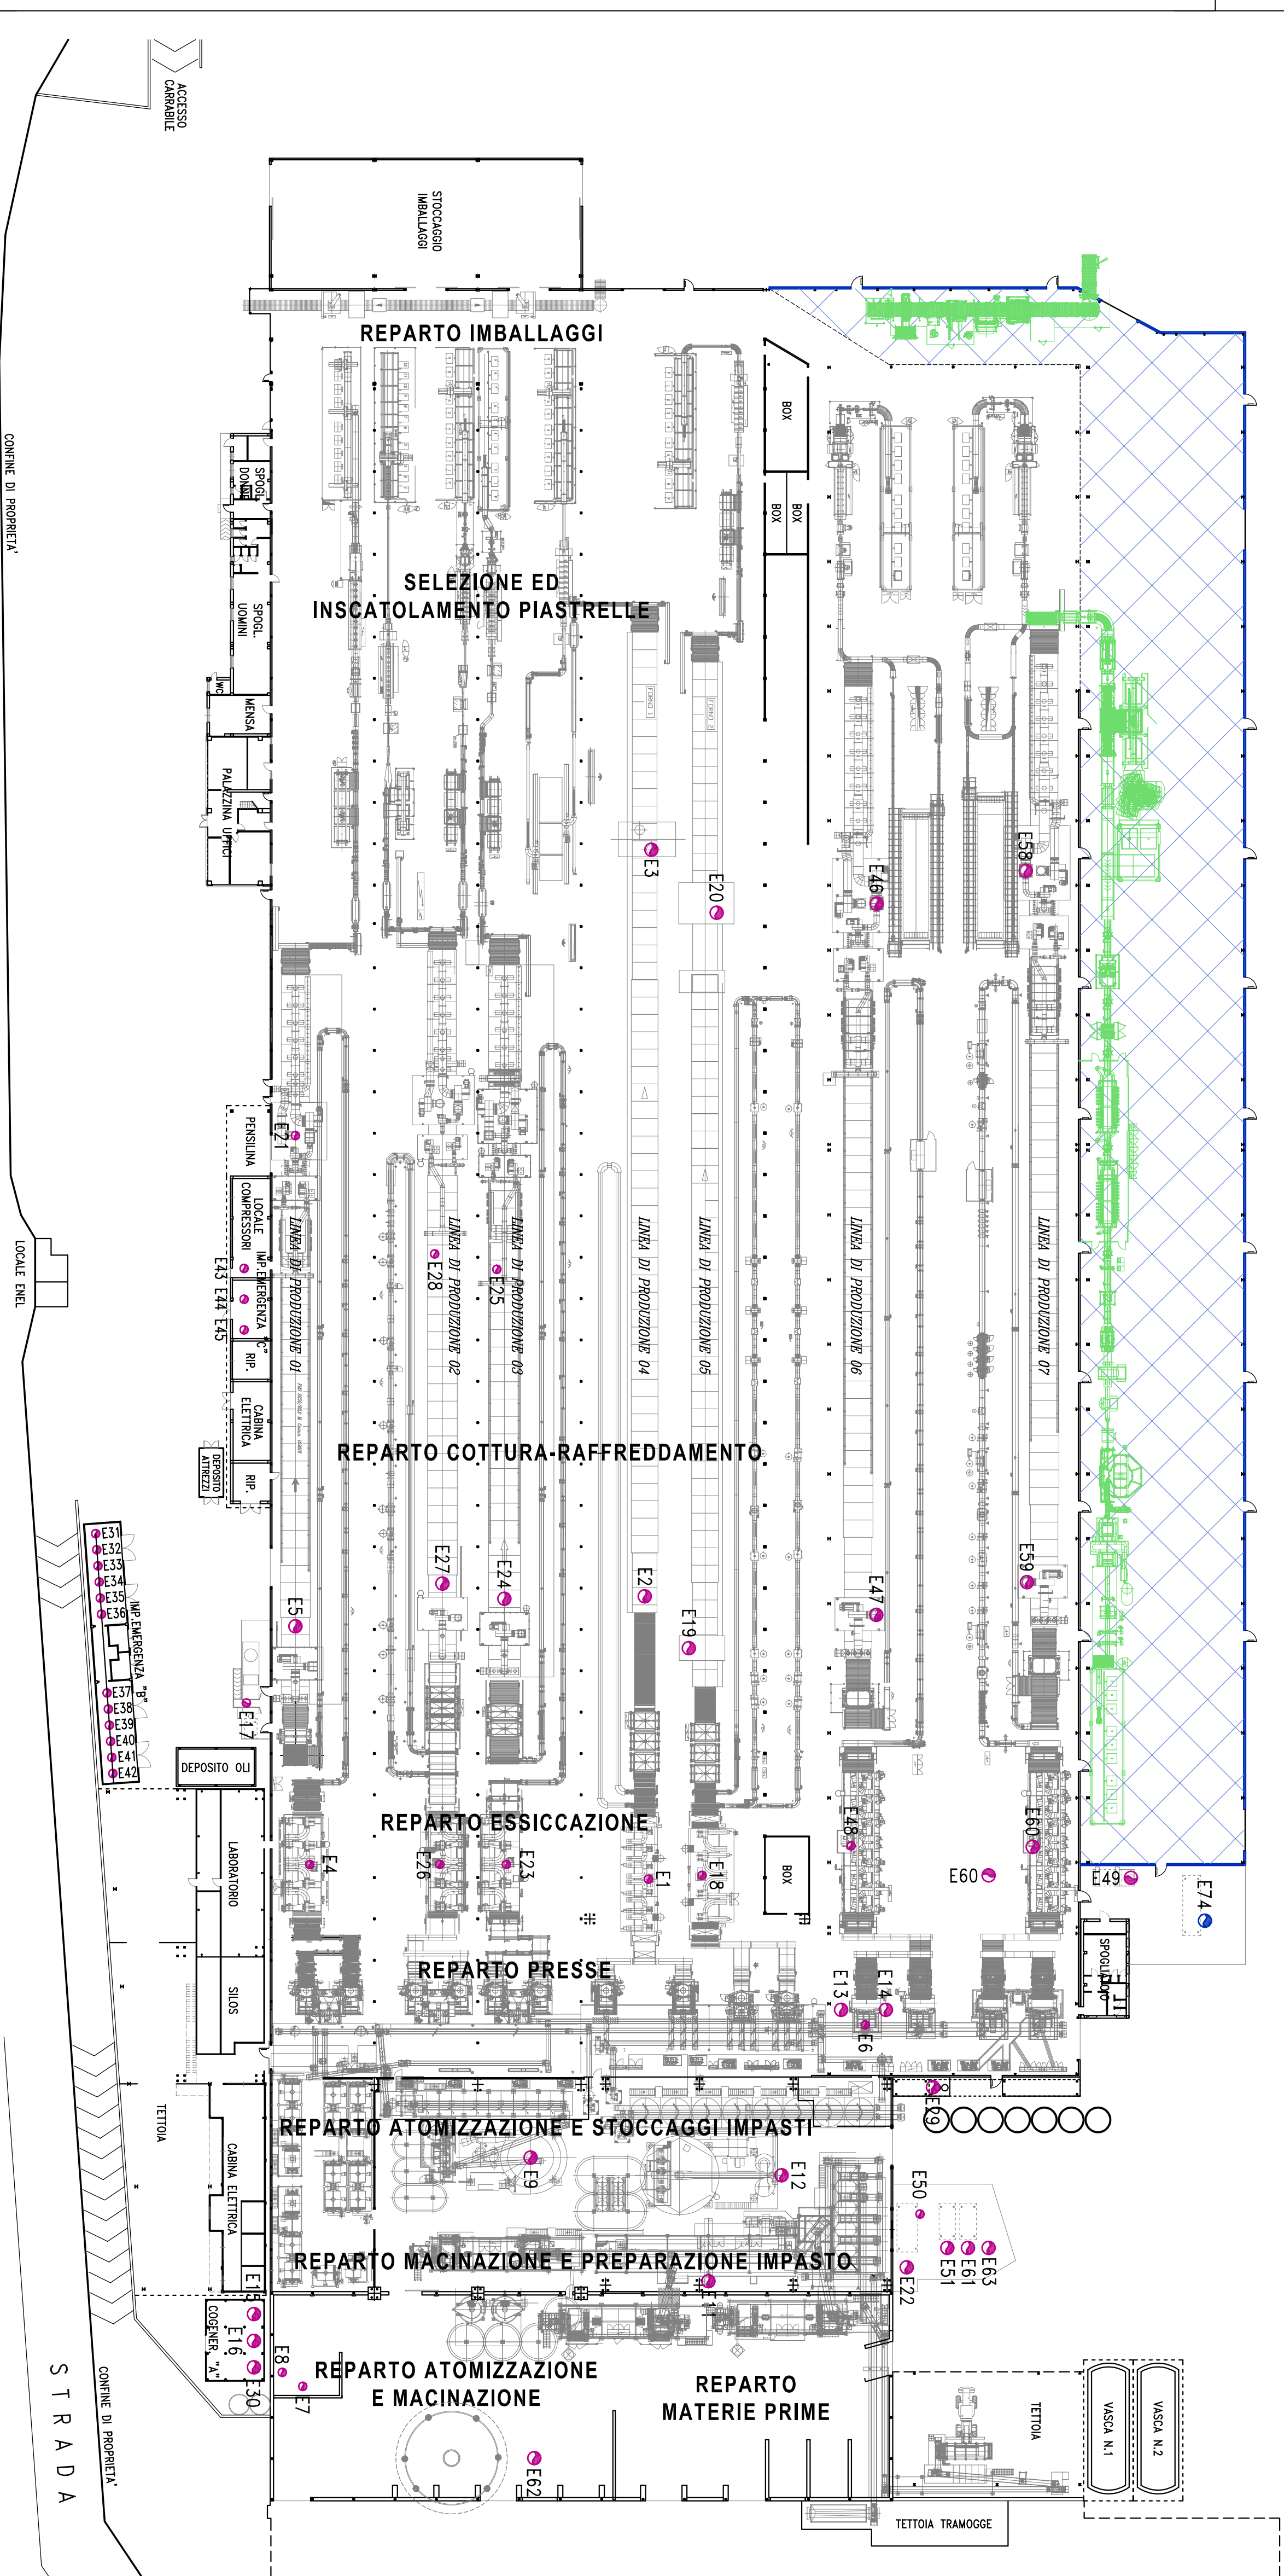 ACCESSO
CARRABILE
STOCCAGGIO
IMBALLAGGI
REPARTO IMBALLAGGI
BOX
BOX
BOX
CONFINE DI PROPRIETA'
SPOGL.
DONNE
SELEZIONE ED
INSCATOLAMENTO PIASTRELLE
SPOGL.
UOMINI
WC
MENSA
FORNO 1
FORNO 2
PALAZZINA UFFICI
E3
E20
E46
E58
E21
PENSILINA
LOCALE
COMPRESSORI
IMP.EMERGENZA "C"
E43 E44 E45
LOCALE ENEL
LINEA DI PRODUZIONE 01
LINEA DI PRODUZIONE 02
LINEA DI PRODUZIONE 03
LINEA DI PRODUZIONE 04
LINEA DI PRODUZIONE 05
LINEA DI PRODUZIONE 06
LINEA DI PRODUZIONE 07
E28
E25
RIP.
CABINA
ELETTRICA
RIP.
DEPOSITO
ATTREZZI
REPARTO COTTURA-RAFFREDDAMENTO
E31
E32
E33
E34
E35
E36
IMP.EMERGENZA "B"
E37
E38
E39
E40
E41
E42
E5
E27
E24
E2
E19
E47
E59
E17
DEPOSITO OLI
REPARTO ESSICCAZIONE
LABORATORIO
E4
E26
E23
E1
E18
BOX
E48
E60
E60
E49
E74
SPOGLIATOIO
REPARTO PRESSE
SILOS
E13
E14
E6
E29
TETTOIA
REPARTO ATOMIZZAZIONE E STOCCAGGI IMPASTI
CABINA ELETTRICA
E9
E12
E50
REPARTO MACINAZIONE E PREPARAZIONE IMPASTO
E51
E61
E63
E22
E11
E15
E16
E30
COGENER. "A"
E8
E7
REPARTO ATOMIZZAZIONE
E MACINAZIONE
REPARTO
MATERIE PRIME
TETTOIA
VASCA N.1
VASCA N.2
E62
TETTOIA TRAMOGGE
CONFINE DI PROPRIETA'
STRADA